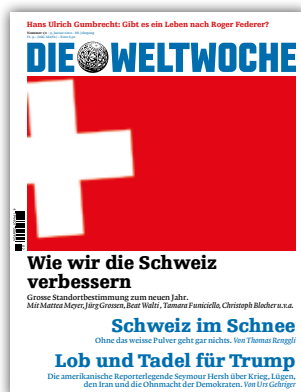 Hans Ulrich Gumbrecht: Gibt es ein Leben nach Roger Federer?
DIE WELTWOCHE
Wie wir die Schweiz
verbessern
Grosse Standortbestimmung zum neuen Jahr.
Mit Mattea Meyer, Jürg Grossen, Beat Walti, Tamara Funiciello, Christoph Blocher u.v.a.
Schweiz im Schnee
Ohne das weisse Pulver geht gar nichts. Von Thomas Renggli
Lob und Tadel für Trump
Die amerikanische Reporterlegende Seymour Hersh über Krieg, Lügen,
den Iran und die Ohnmacht der Demokraten. Von Urs Gehriger